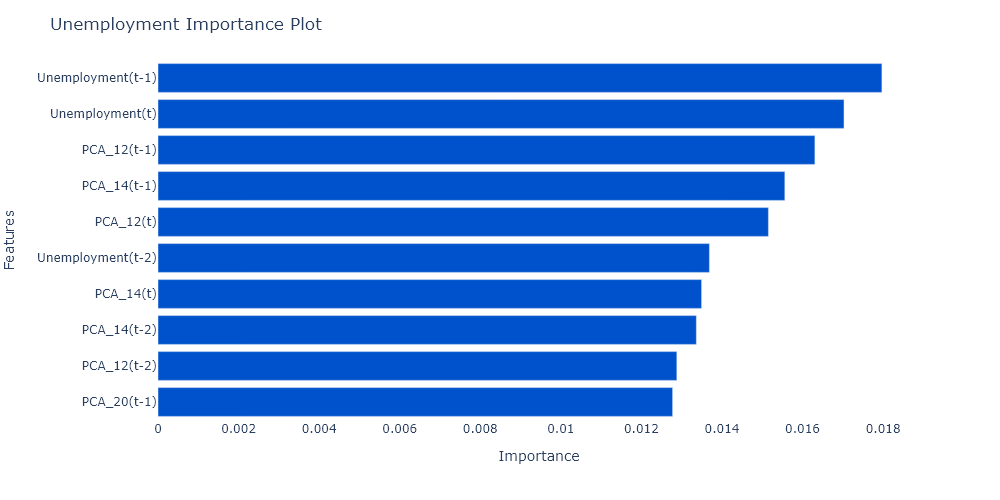 Unemployment Importance Plot
Features
Unemployment(t-1)
Unemployment(t)
PCA_12(t-1)
PCA_14(t-1)
PCA_12(t)
Unemployment(t-2)
PCA_14(t)
PCA_14(t-2)
PCA_12(t-2)
PCA_20(t-1)
0 0.002 0.004 0.006 0.008 0.01 0.012 0.014 0.016 0.018
Importance